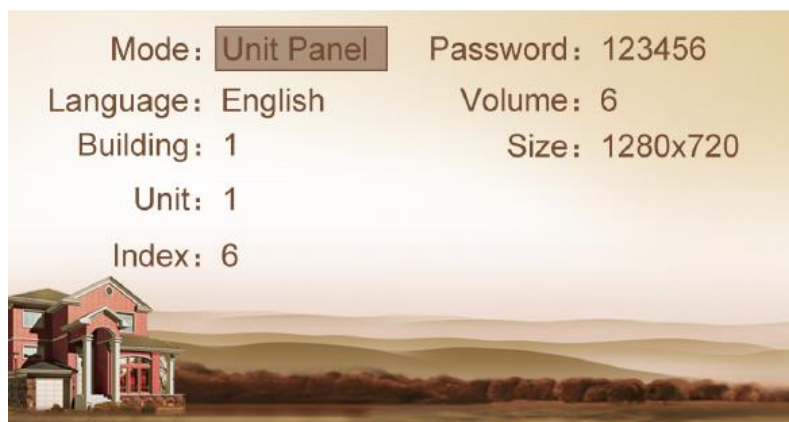 Mode： Unit Panel Password： 123456
Language： English Volume： 6
Building： 1 Size： 1280x720
Unit： 1
Index： 6